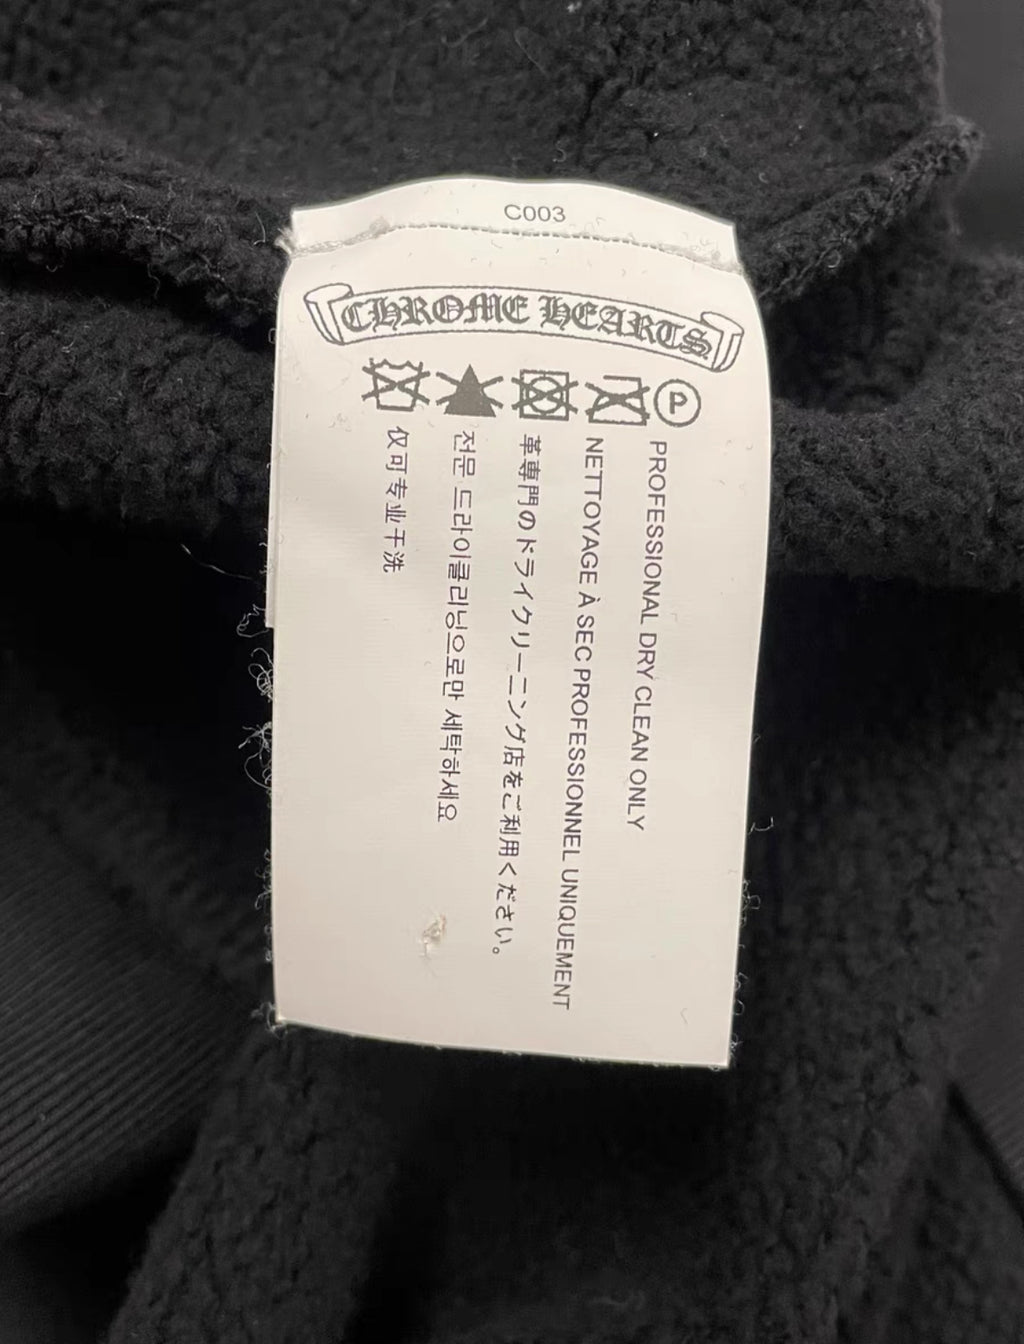 C003
CHROME HEARTS
P
PROFESSIONAL DRY CLEAN ONLY
NETTOYAGE À SEC PROFESSIONNEL UNIQUEMENT
革専門のドライクリーニング店をご利用ください。
전문 드라이클리닝으로만 세탁하세요
仅可专业干洗